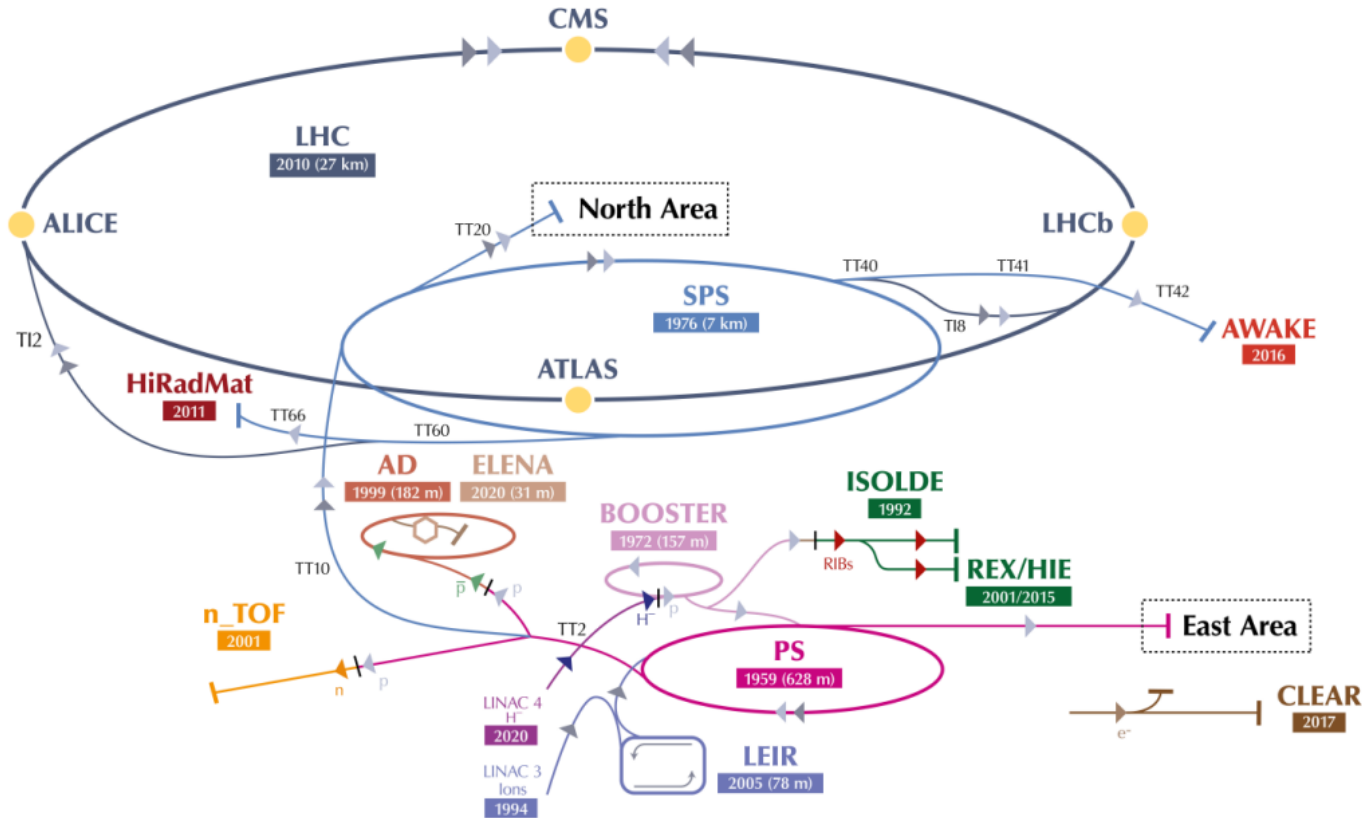 CMS
LHC
2010 (27 km)
North Area
ALICE
TT20
LHCb
TT40
TT41
SPS
1976 (7 km)
TT42
TI2
TI8
AWAKE
2016
ATLAS
HiRadMat
2011
TT66
TT60
AD
1999 (182 m)
ELENA
2020 (31 m)
ISOLDE
1992
BOOSTER
1972 (157 m)
RIBs
REX/HIE
2001/2015
TT10
p̅
p
p
H⁻
n_TOF
2001
TT2
East Area
n
p
PS
1959 (628 m)
LINAC 4
H⁻
2020
CLEAR
2017
e⁻
LEIR
2005 (78 m)
LINAC 3
Ions
1994